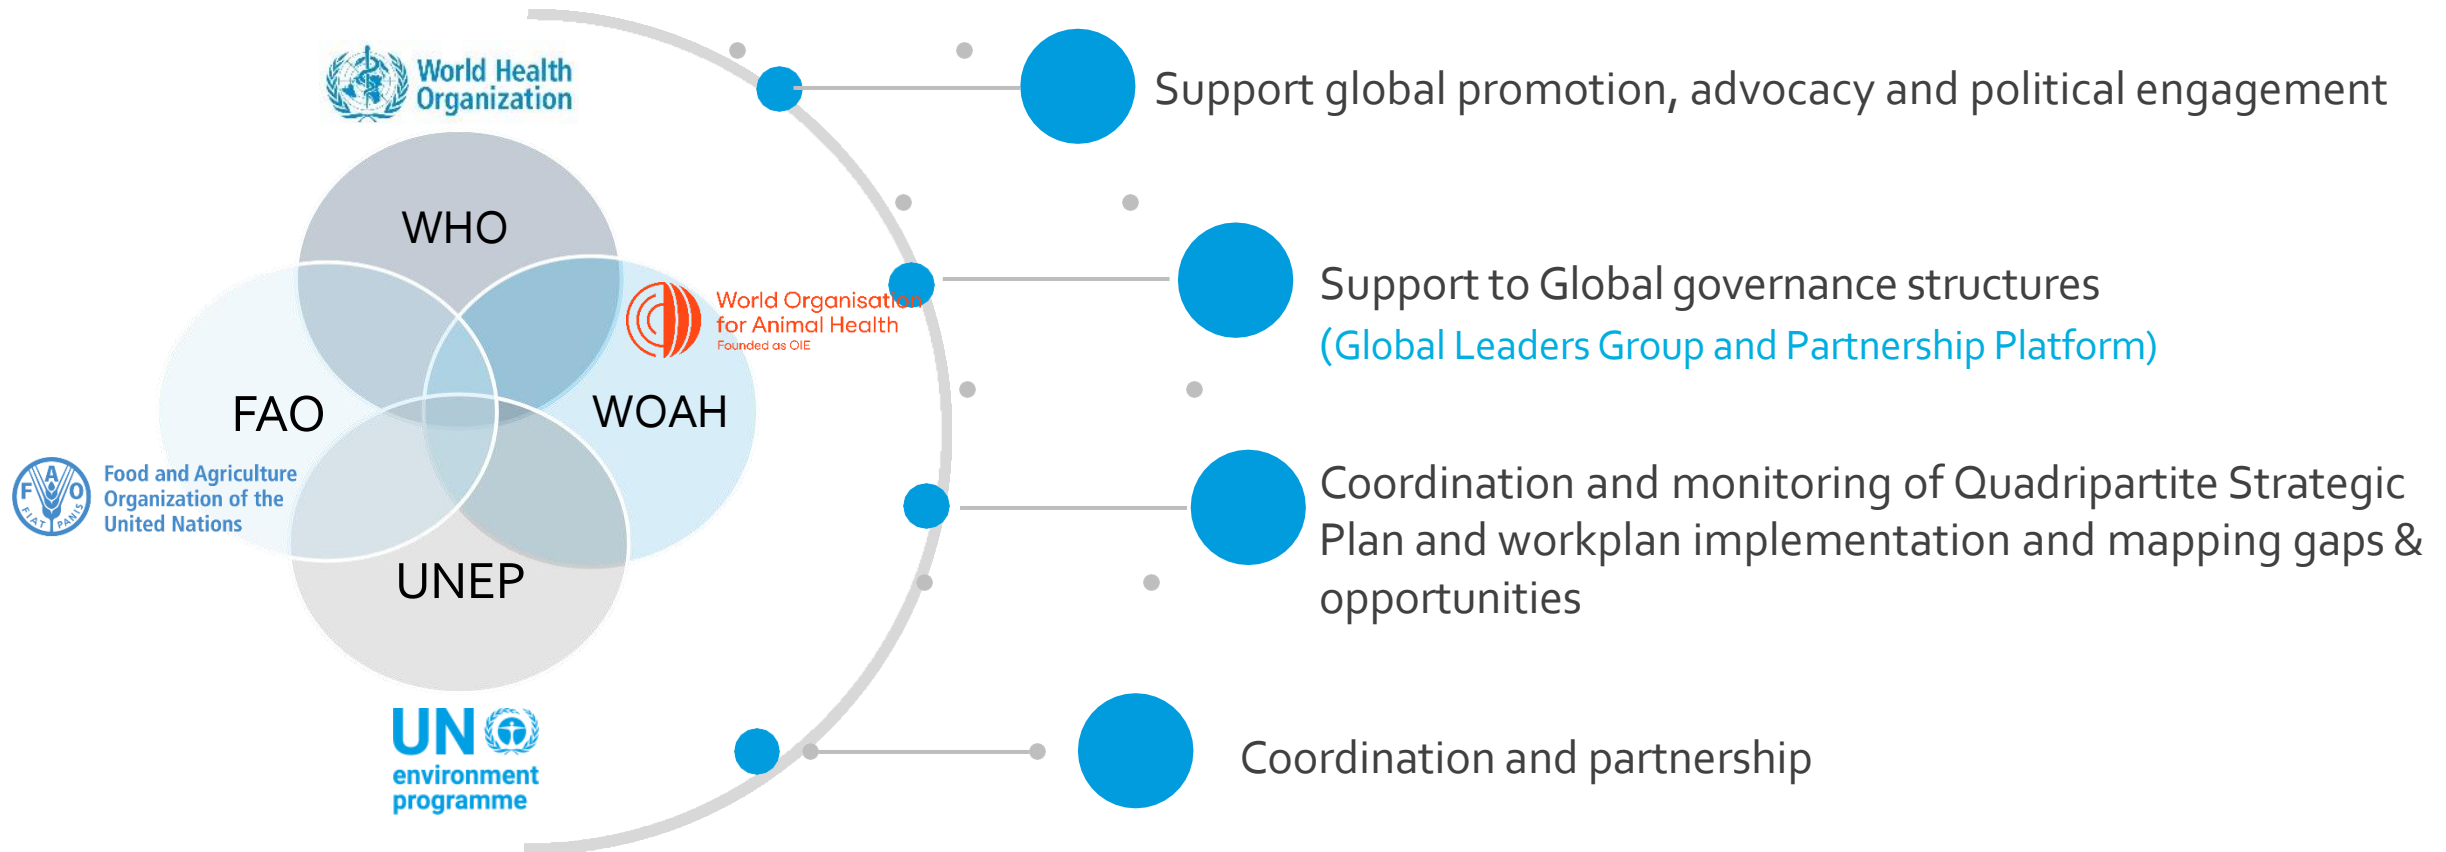 World Health
Organization
WHO
World Organisation
for Animal Health
Founded as OIE
FAO
WOAH
F A O
FIAT PANIS
Food and Agriculture
Organization of the
United Nations
UNEP
UN
environment
programme
Support global promotion, advocacy and political engagement
Support to Global governance structures
(Global Leaders Group and Partnership Platform)
Coordination and monitoring of Quadripartite Strategic
Plan and workplan implementation and mapping gaps &
opportunities
Coordination and partnership